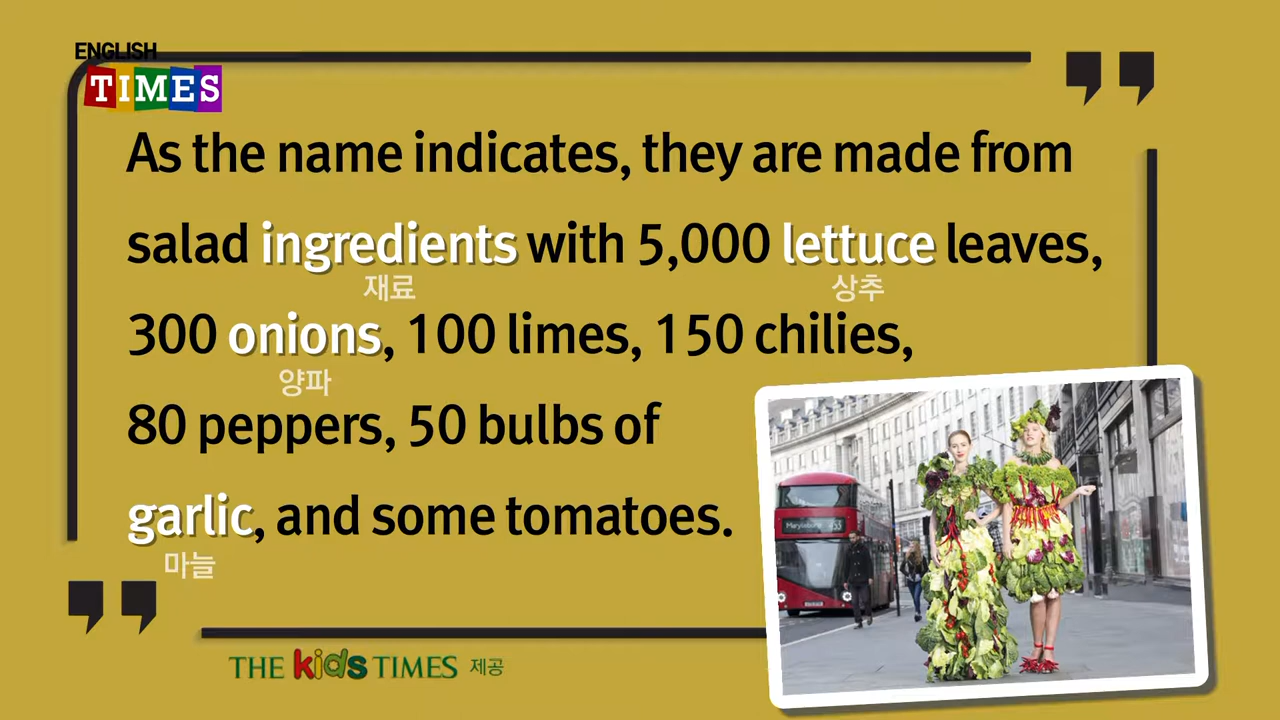 ENGLISH
TIMES
As the name indicates, they are made from
salad ingredients with 5,000 lettuce leaves,
재료 상추
300 onions, 100 limes, 150 chilies,
양파
80 peppers, 50 bulbs of
garlic, and some tomatoes.
마늘
Marylebone 453
THE kids TIMES 제공